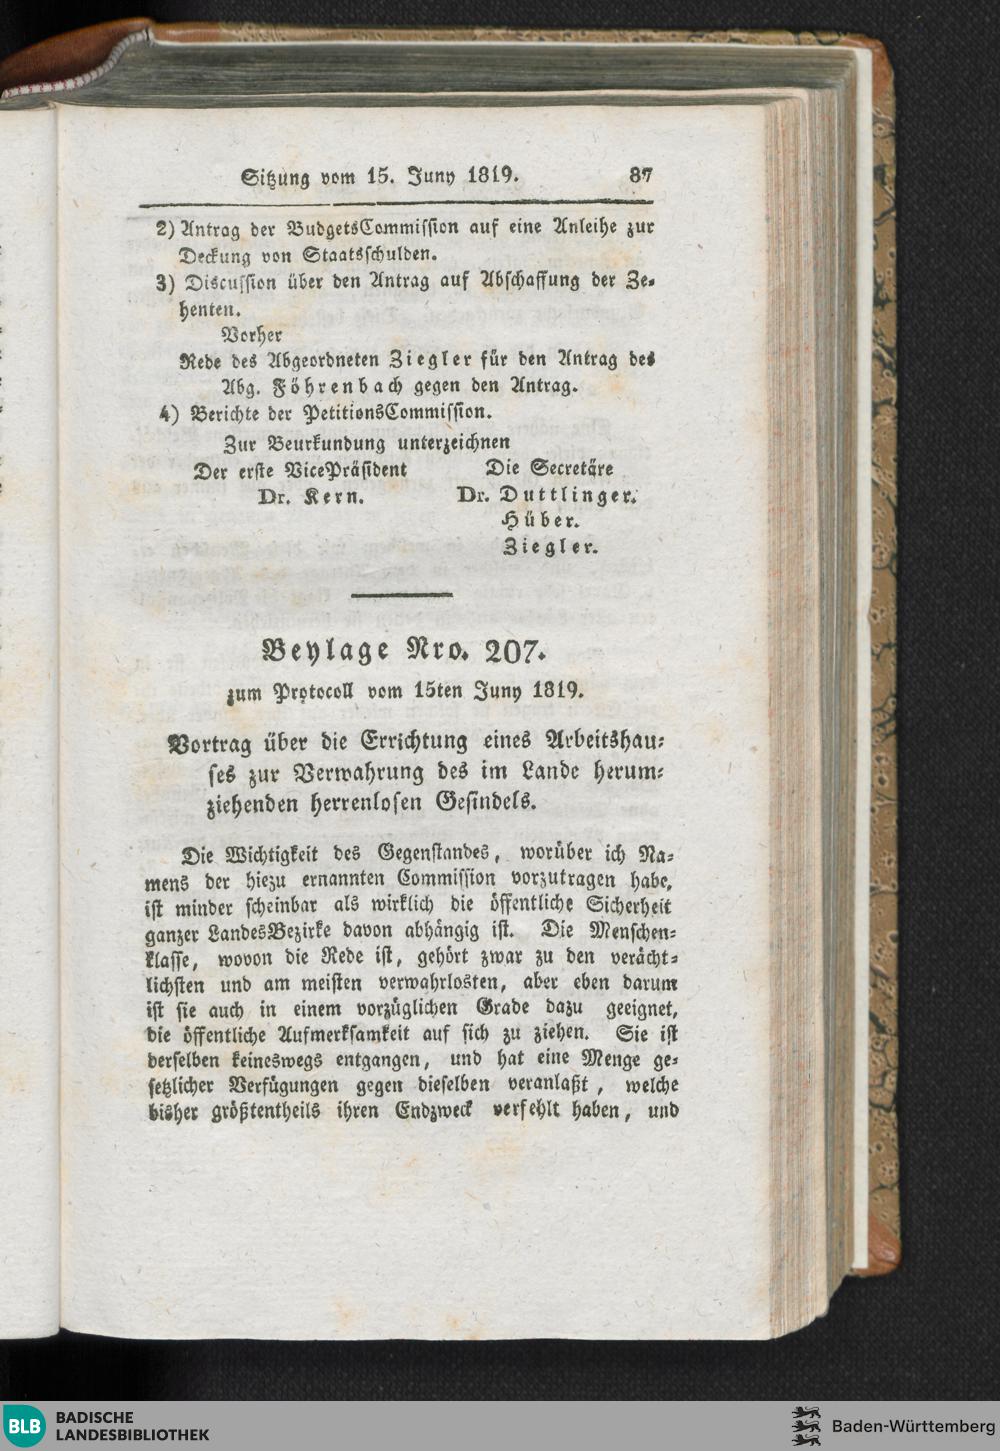 Sitzung vom 15. Juny 1819. 87
2) Antrag der BudgetsCommission auf eine Anleihe zur
Deckung von Staatsschulden.
3) Discussion über den Antrag auf Abschaffung der Ze-
henten.
Vorher
Rede des Abgeordneten Ziegler für den Antrag des
Abg. Föhrenbach gegen den Antrag.
4) Berichte der PetitionsCommission.
Zur Beurkundung unterzeichnen
Der erste VicePräsident Die Secretäre
Dr. Kern. Dr. Duttlinger.
Hüber.
Ziegler.
Beylage Nro. 207.
zum Protocoll vom 15ten Juny 1819.
Vortrag über die Errichtung eines Arbeitshau-
ses zur Verwahrung des im Lande herum-
ziehenden herrenlosen Gesindels.
Die Wichtigkeit des Gegenstandes, worüber ich Na-
mens der hiezu ernannten Commission vorzutragen habe,
ist minder scheinbar als wirklich die öffentliche Sicherheit
ganzer LandesBezirke davon abhängig ist. Die Menschen-
klasse, wovon die Rede ist, gehört zwar zu den verächt-
lichsten und am meisten verwahrlosten, aber eben darum
ist sie auch in einem vorzüglichen Grade dazu geeignet,
die öffentliche Aufmerksamkeit auf sich zu ziehen. Sie ist
derselben keineswegs entgangen, und hat eine Menge ge-
setzlicher Verfügungen gegen dieselben veranlaßt, welche
bisher größtentheils ihren Endzweck verfehlt haben, und
BLB BADISCHE
LANDESBIBLIOTHEK
Baden-Württemberg